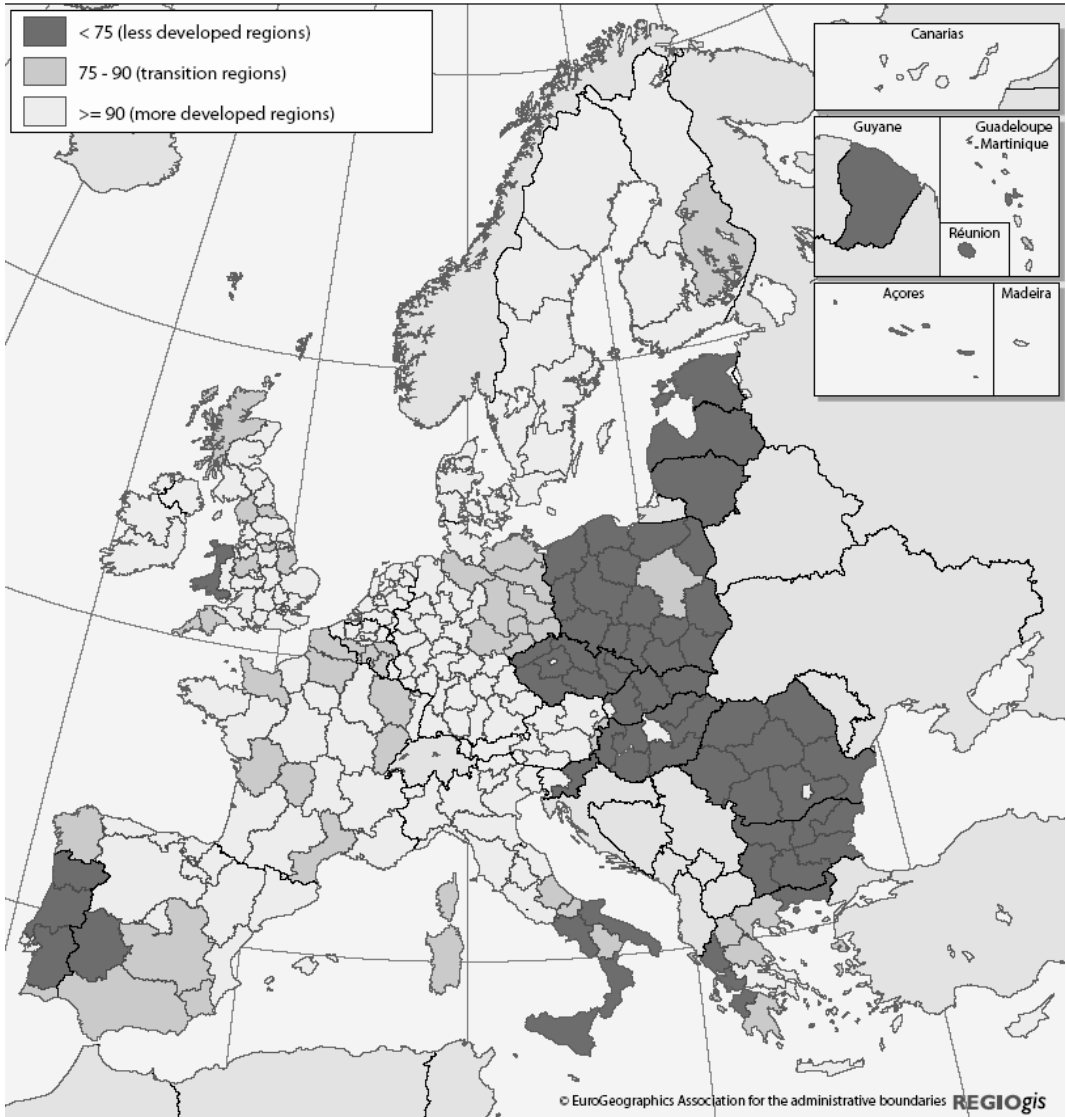 < 75 (less developed regions)
75 - 90 (transition regions)
>= 90 (more developed regions)
Canarias
Guyane
Guadeloupe
Martinique
Réunion
Açores
Madeira
© EuroGeographics Association for the administrative boundaries REGIOgis